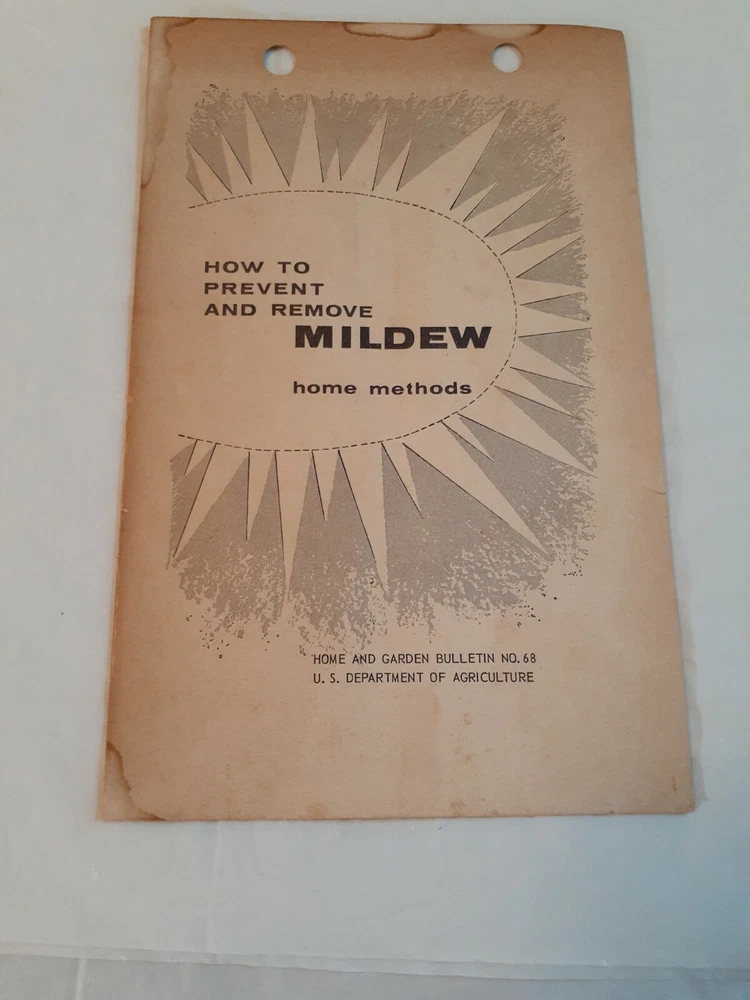 HOW TO
PREVENT
AND REMOVE
MILDEW
home methods
HOME AND GARDEN BULLETIN NO. 68
U. S. DEPARTMENT OF AGRICULTURE